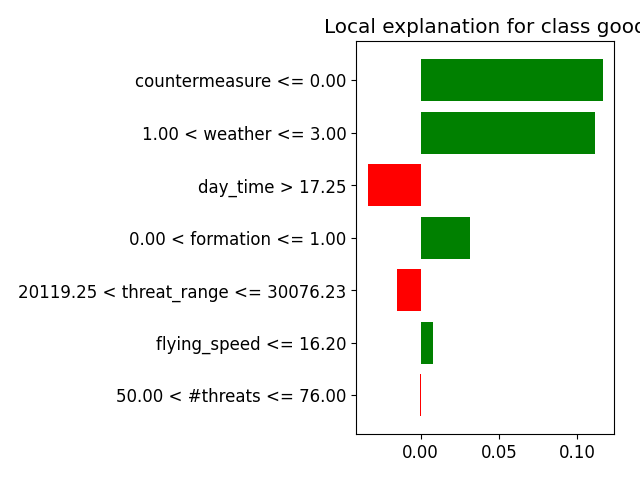 Local explanation for class good
countermeasure <= 0.00
1.00 < weather <= 3.00
day_time > 17.25
0.00 < formation <= 1.00
20119.25 < threat_range <= 30076.23
flying_speed <= 16.20
50.00 < #threats <= 76.00
0.00 0.05 0.10